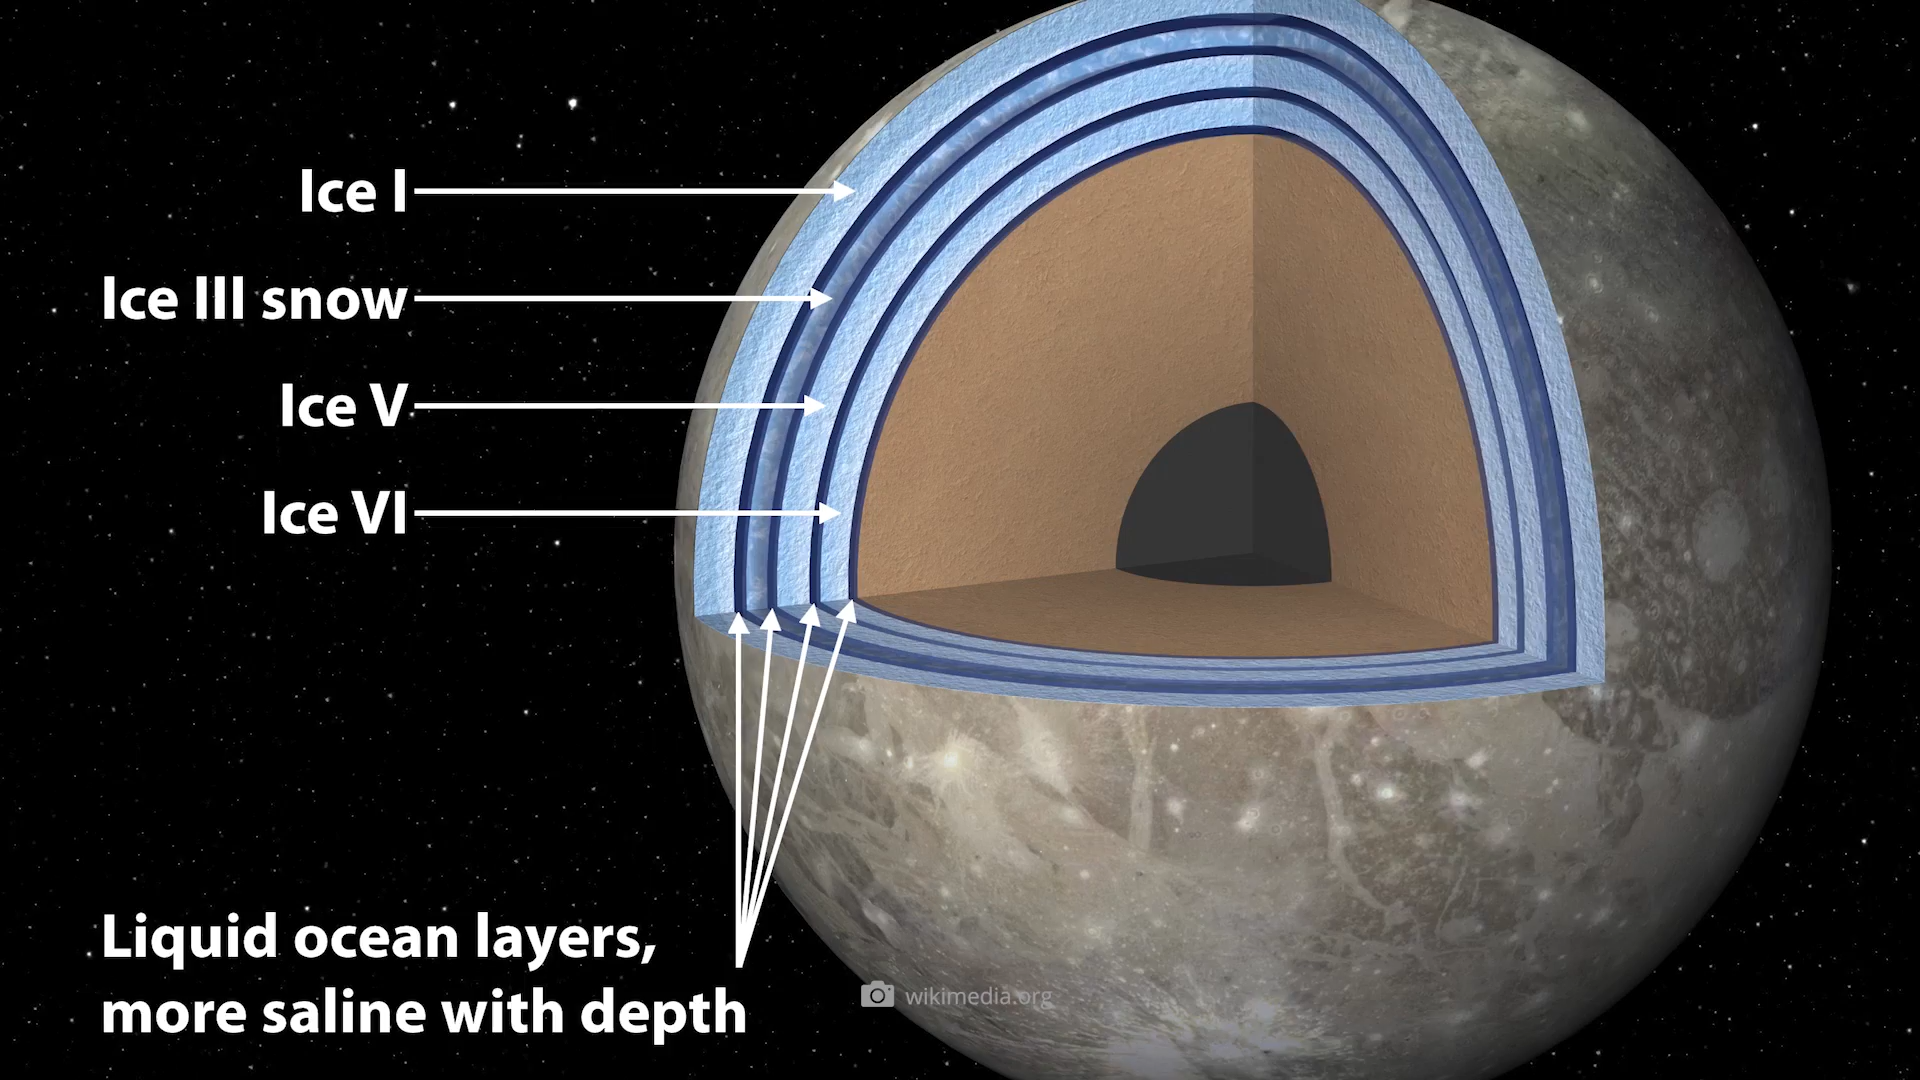 Ice I
Ice III snow
Ice V
Ice VI
Liquid ocean layers,
more saline with depth
wikimedia.org